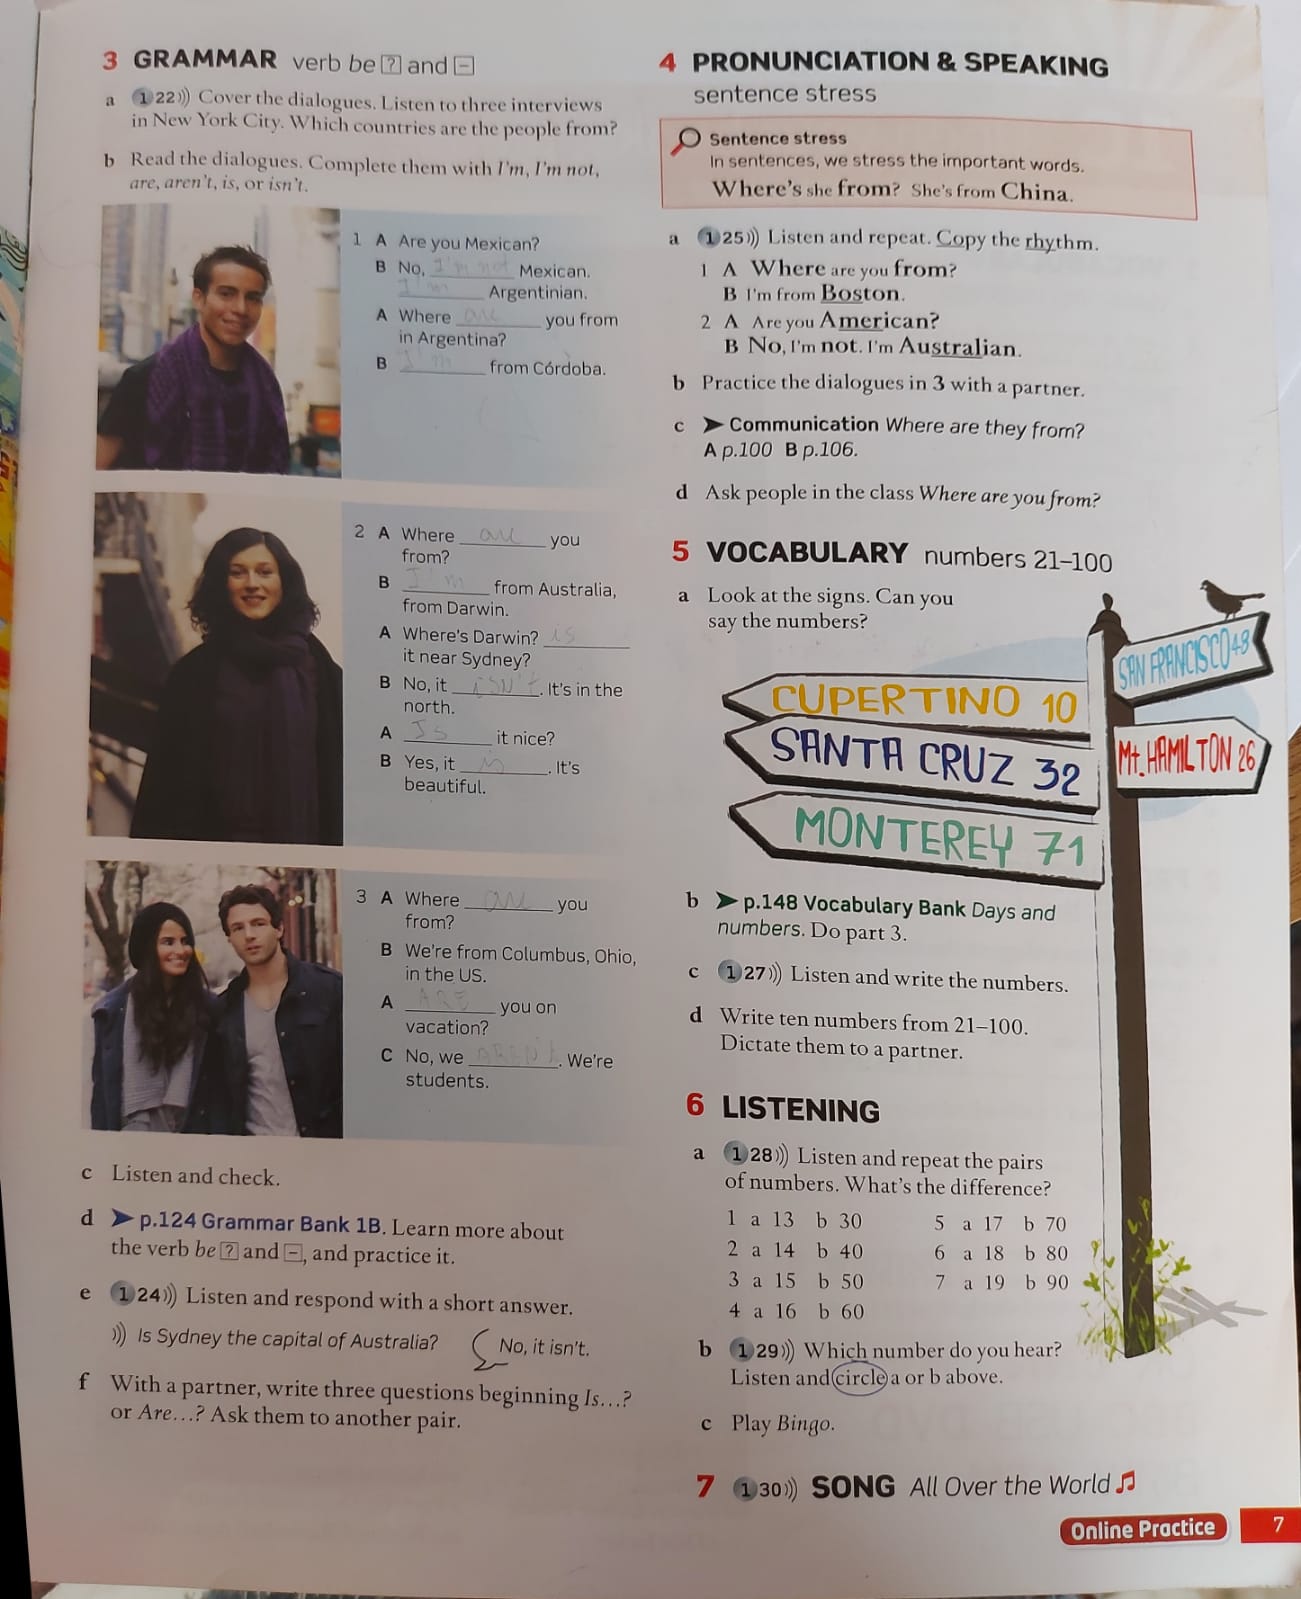 3 GRAMMAR verb be ? and –
a 1 22))) Cover the dialogues. Listen to three interviews
in New York City. Which countries are the people from?
b Read the dialogues. Complete them with I'm, I'm not,
are, aren't, is, or isn't.
1 A Are you Mexican?
B No, I'm not Mexican.
I'm Argentinian.
A Where are you from
in Argentina?
B I'm from Córdoba.
2 A Where are you
from?
B I'm from Australia,
from Darwin.
A Where's Darwin? is
it near Sydney?
B No, it isn't. It's in the
north.
A Is it nice?
B Yes, it is. It's
beautiful.
3 A Where are you
from?
B We're from Columbus, Ohio,
in the US.
A ARE you on
vacation?
C No, we AREN'T. We're
students.
c Listen and check.
d ➤ p.124 Grammar Bank 1B. Learn more about
the verb be ? and –, and practice it.
e 1 24))) Listen and respond with a short answer.
))) Is Sydney the capital of Australia? No, it isn't.
f With a partner, write three questions beginning Is...?
or Are...? Ask them to another pair.
4 PRONUNCIATION & SPEAKING
sentence stress
Sentence stress
In sentences, we stress the important words.
Where's she from? She's from China.
a 1 25))) Listen and repeat. Copy the rhythm.
1 A Where are you from?
B I'm from Boston.
2 A Are you American?
B No, I'm not. I'm Australian.
b Practice the dialogues in 3 with a partner.
c ➤ Communication Where are they from?
A p.100 B p.106.
d Ask people in the class Where are you from?
5 VOCABULARY numbers 21–100
a Look at the signs. Can you
say the numbers?
SAN FRANCISCO 48
CUPERTINO 10
SANTA CRUZ 32
Mt. HAMILTON 26
MONTEREY 71
b ➤ p.148 Vocabulary Bank Days and
numbers. Do part 3.
c 1 27))) Listen and write the numbers.
d Write ten numbers from 21–100.
Dictate them to a partner.
6 LISTENING
a 1 28))) Listen and repeat the pairs
of numbers. What's the difference?
1 a 13 b 30 5 a 17 b 70
2 a 14 b 40 6 a 18 b 80
3 a 15 b 50 7 a 19 b 90
4 a 16 b 60
b 1 29))) Which number do you hear?
Listen and circle a or b above.
c Play Bingo.
7 1 30))) SONG All Over the World ♫
Online Practice 7